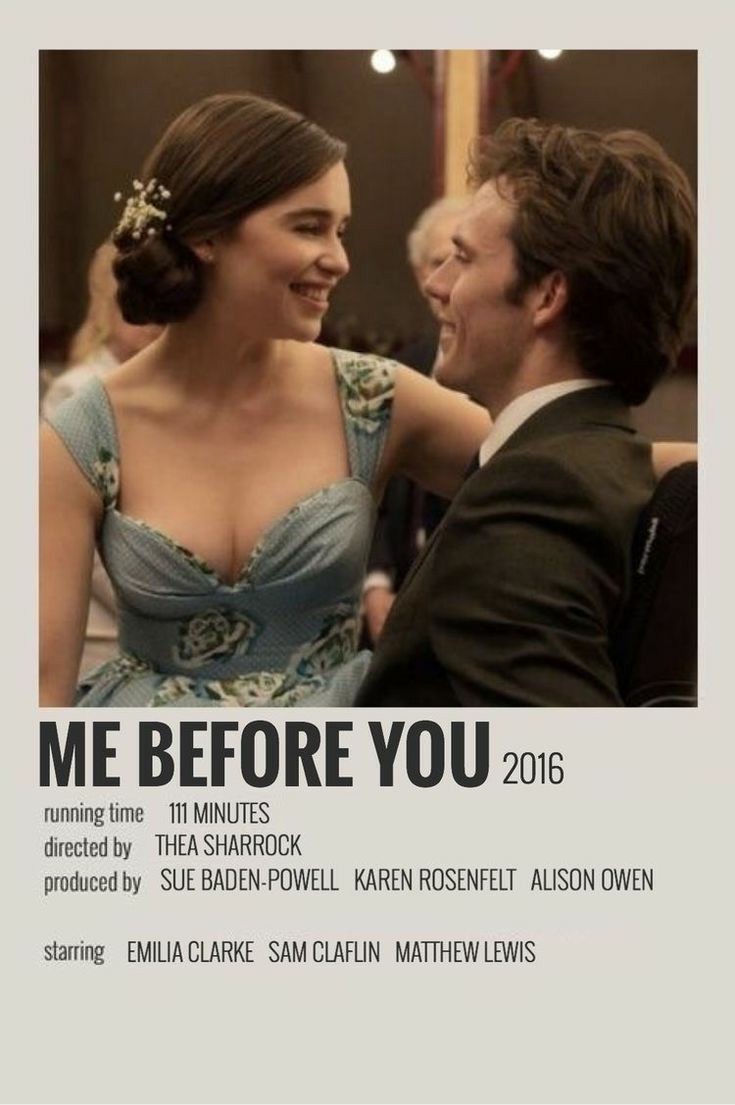 ME BEFORE YOU 2016
running time 111 MINUTES
directed by THEA SHARROCK
produced by SUE BADEN-POWELL KAREN ROSENFELT ALISON OWEN
starring EMILIA CLARKE SAM CLAFLIN MATTHEW LEWIS